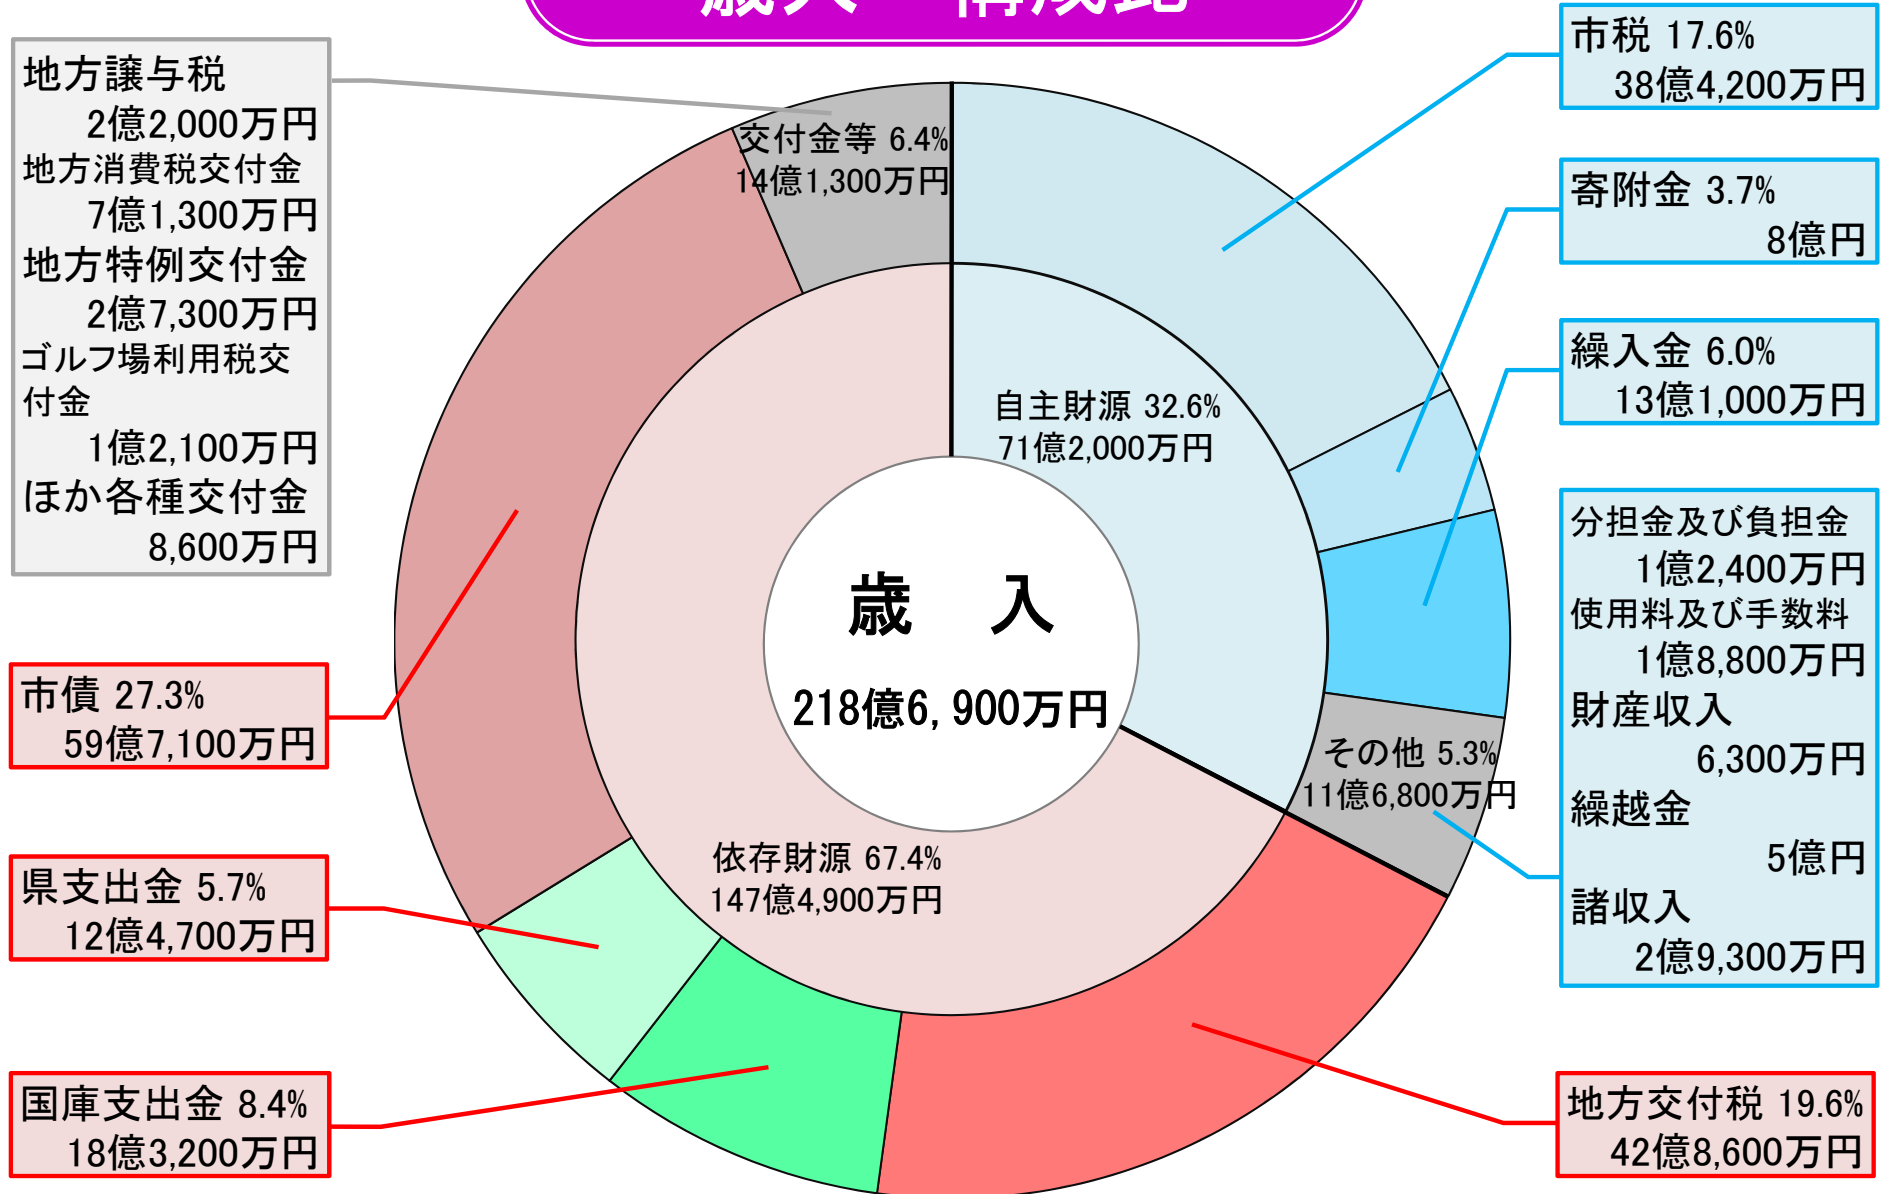 歳入 構成比
地方譲与税
2億2,000万円
地方消費税交付金
7億1,300万円
地方特例交付金
2億7,300万円
ゴルフ場利用税交
付金
1億2,100万円
ほか各種交付金
8,600万円
交付金等 6.4%
14億1,300万円
市税 17.6%
38億4,200万円
寄附金 3.7%
8億円
繰入金 6.0%
13億1,000万円
自主財源 32.6%
71億2,000万円
歳 入
218億6,900万円
分担金及び負担金
1億2,400万円
使用料及び手数料
1億8,800万円
財産収入
6,300万円
繰越金
5億円
諸収入
2億9,300万円
その他 5.3%
11億6,800万円
市債 27.3%
59億7,100万円
依存財源 67.4%
147億4,900万円
県支出金 5.7%
12億4,700万円
国庫支出金 8.4%
18億3,200万円
地方交付税 19.6%
42億8,600万円